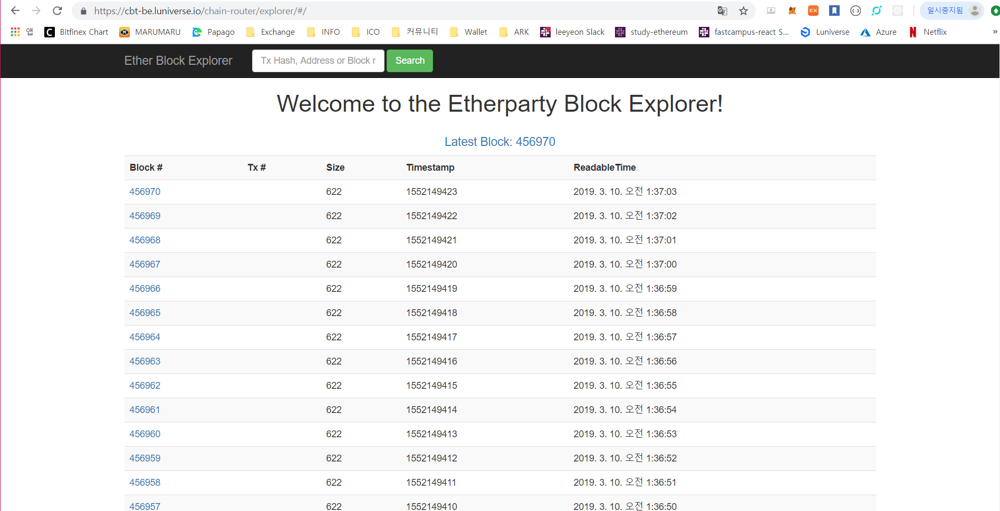 https://cbt-be.luniverse.io/chain-router/explorer/#/ EX 일시중지됨
앱 Bitfinex Chart MARUMARU Papago Exchange INFO ICO 커뮤니티 Wallet ARK leeyeon Slack study-ethereum fastcampus-react S... Luniverse Azure Netflix »
Ether Block Explorer Tx Hash, Address or Block r Search
Welcome to the Etherparty Block Explorer!
Latest Block: 456970
Block # Tx # Size Timestamp ReadableTime
456970 622 1552149423 2019. 3. 10. 오전 1:37:03
456969 622 1552149422 2019. 3. 10. 오전 1:37:02
456968 622 1552149421 2019. 3. 10. 오전 1:37:01
456967 622 1552149420 2019. 3. 10. 오전 1:37:00
456966 622 1552149419 2019. 3. 10. 오전 1:36:59
456965 622 1552149418 2019. 3. 10. 오전 1:36:58
456964 622 1552149417 2019. 3. 10. 오전 1:36:57
456963 622 1552149416 2019. 3. 10. 오전 1:36:56
456962 622 1552149415 2019. 3. 10. 오전 1:36:55
456961 622 1552149414 2019. 3. 10. 오전 1:36:54
456960 622 1552149413 2019. 3. 10. 오전 1:36:53
456959 622 1552149412 2019. 3. 10. 오전 1:36:52
456958 622 1552149411 2019. 3. 10. 오전 1:36:51
456957 622 1552149410 2019. 3. 10. 오전 1:36:50